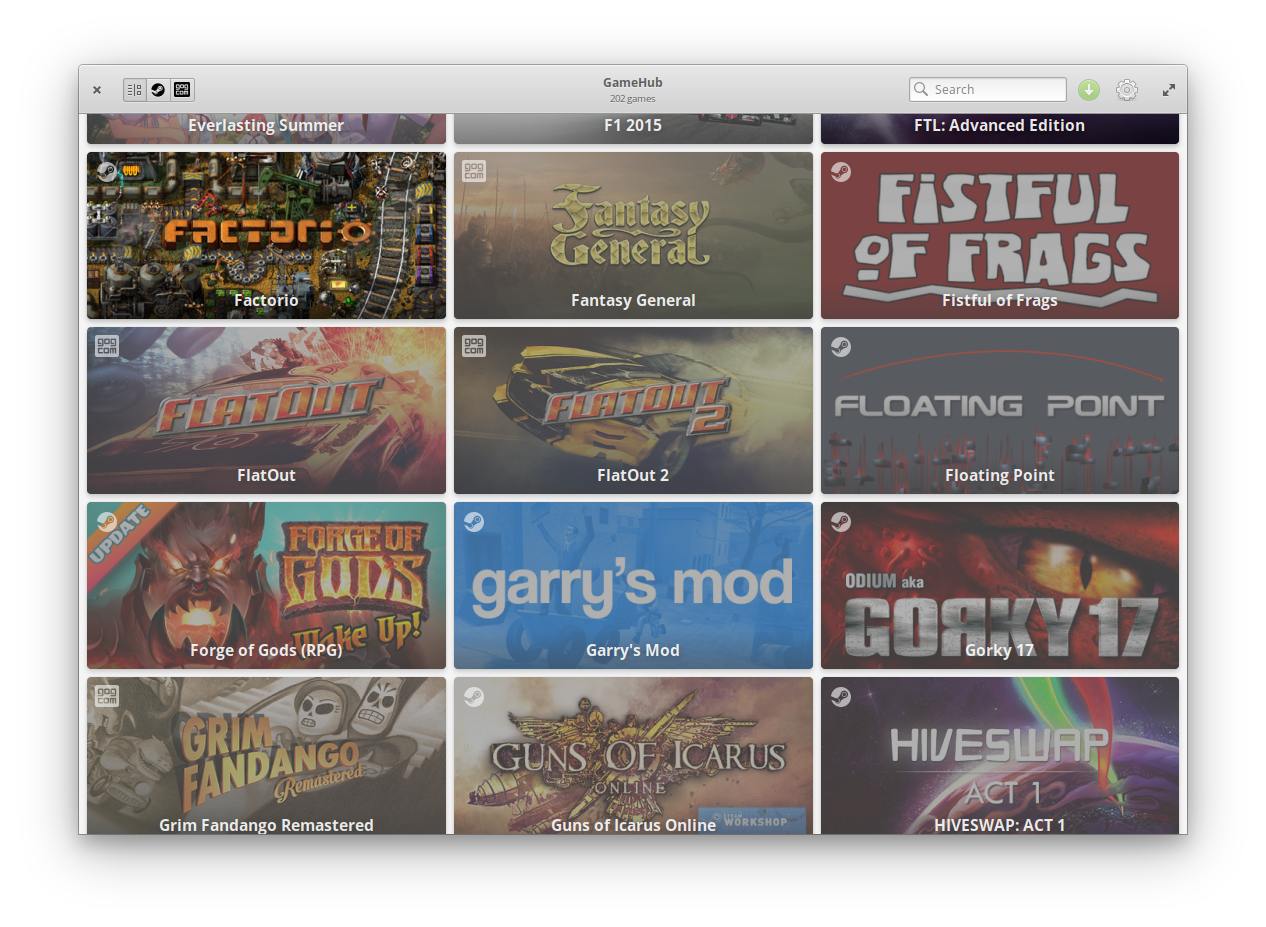 GameHub
202 games
gog
com
Search
Everlasting Summer
F1 2015
FTL: Advanced Edition
FACTORIO
Factorio
gog
com
Fantasy
General
Fantasy General
FiSTFUL
OF FRAGS
Fistful of Frags
gog
com
FLATOUT
FlatOut
gog
com
FLATOUT
2
FlatOut 2
FLOATING POINT
Floating Point
UPDATE
FORGE OF
GODS
Wake Up!
Forge of Gods (RPG)
garry's mod
Garry's Mod
ODIUM aka
GORKY 17
Gorky 17
gog
com
GRIM
FANDANGO
Remastered
Grim Fandango Remastered
GUNS OF ICARUS
ONLINE
STEAM
WORKSHOP
Guns of Icarus Online
HIVESWAP
ACT 1
HIVESWAP: ACT 1